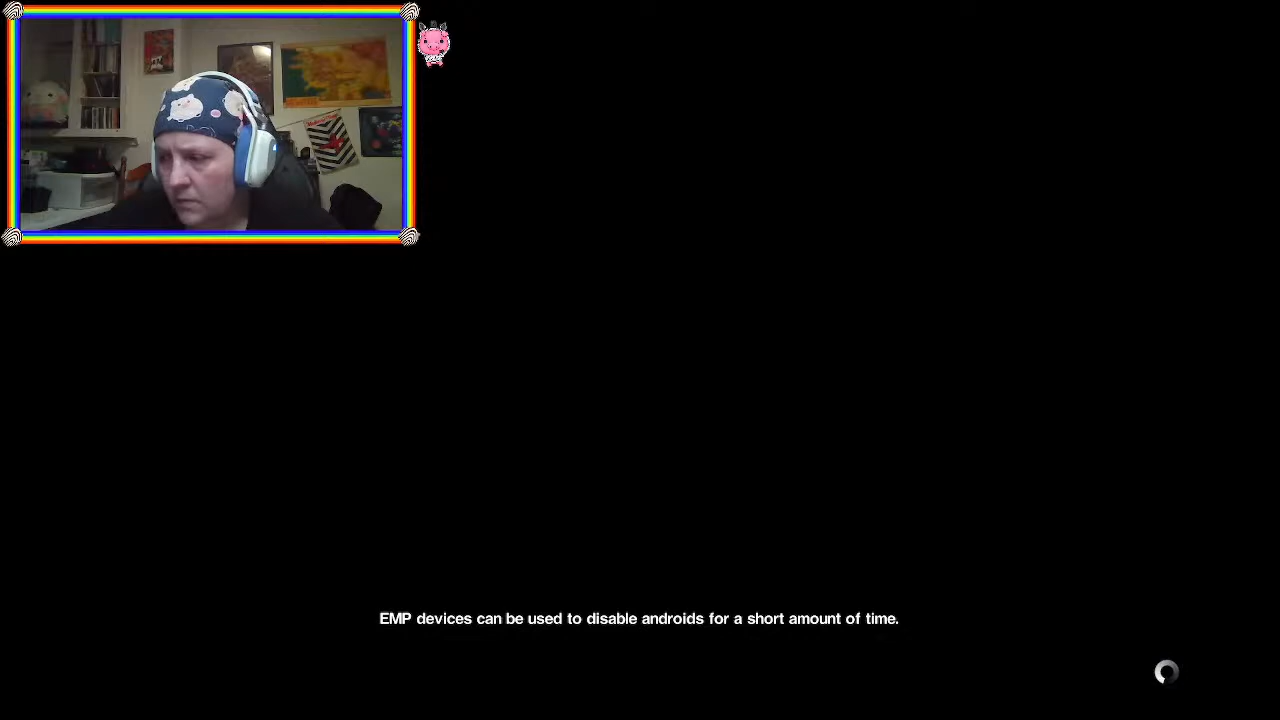 EMP devices can be used to disable androids for a short amount of time.